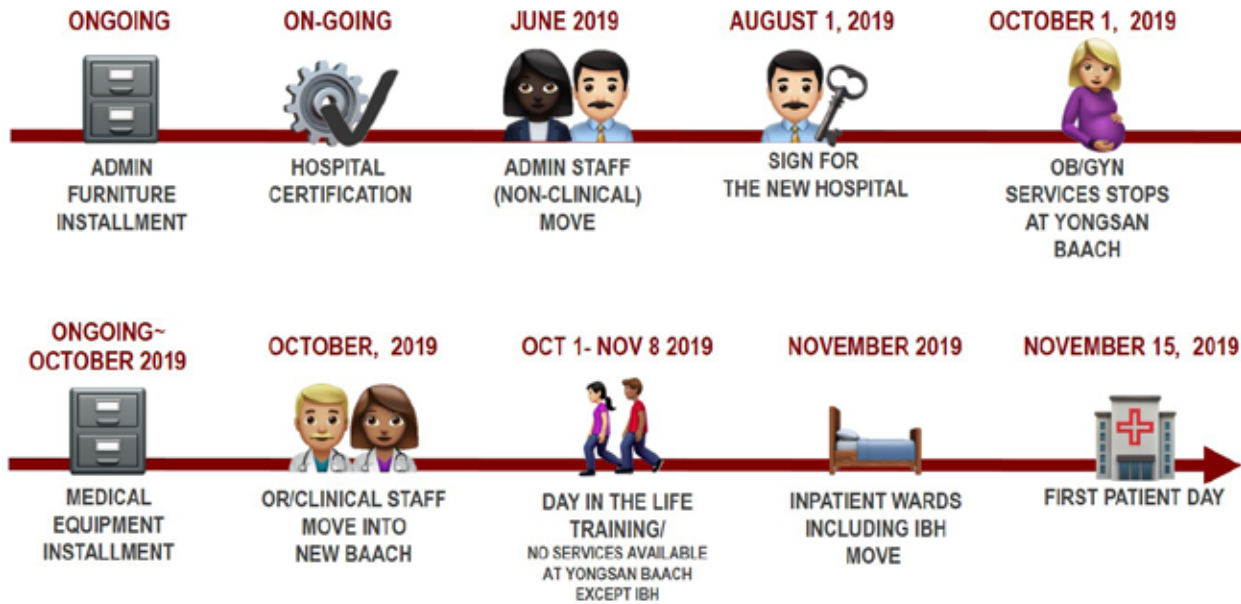 ONGOING
ADMIN
FURNITURE
INSTALLMENT
ON-GOING
HOSPITAL
CERTIFICATION
JUNE 2019
ADMIN STAFF
(NON-CLINICAL)
MOVE
AUGUST 1, 2019
SIGN FOR
THE NEW HOSPITAL
OCTOBER 1, 2019
OB/GYN
SERVICES STOPS
AT YONGSAN
BAACH
ONGOING~
OCTOBER 2019
MEDICAL
EQUIPMENT
INSTALLMENT
OCTOBER, 2019
OR/CLINICAL STAFF
MOVE INTO
NEW BAACH
OCT 1- NOV 8 2019
DAY IN THE LIFE
TRAINING/
NO SERVICES AVAILABLE
AT YONGSAN BAACH
EXCEPT IBH
NOVEMBER 2019
INPATIENT WARDS
INCLUDING IBH
MOVE
NOVEMBER 15, 2019
FIRST PATIENT DAY